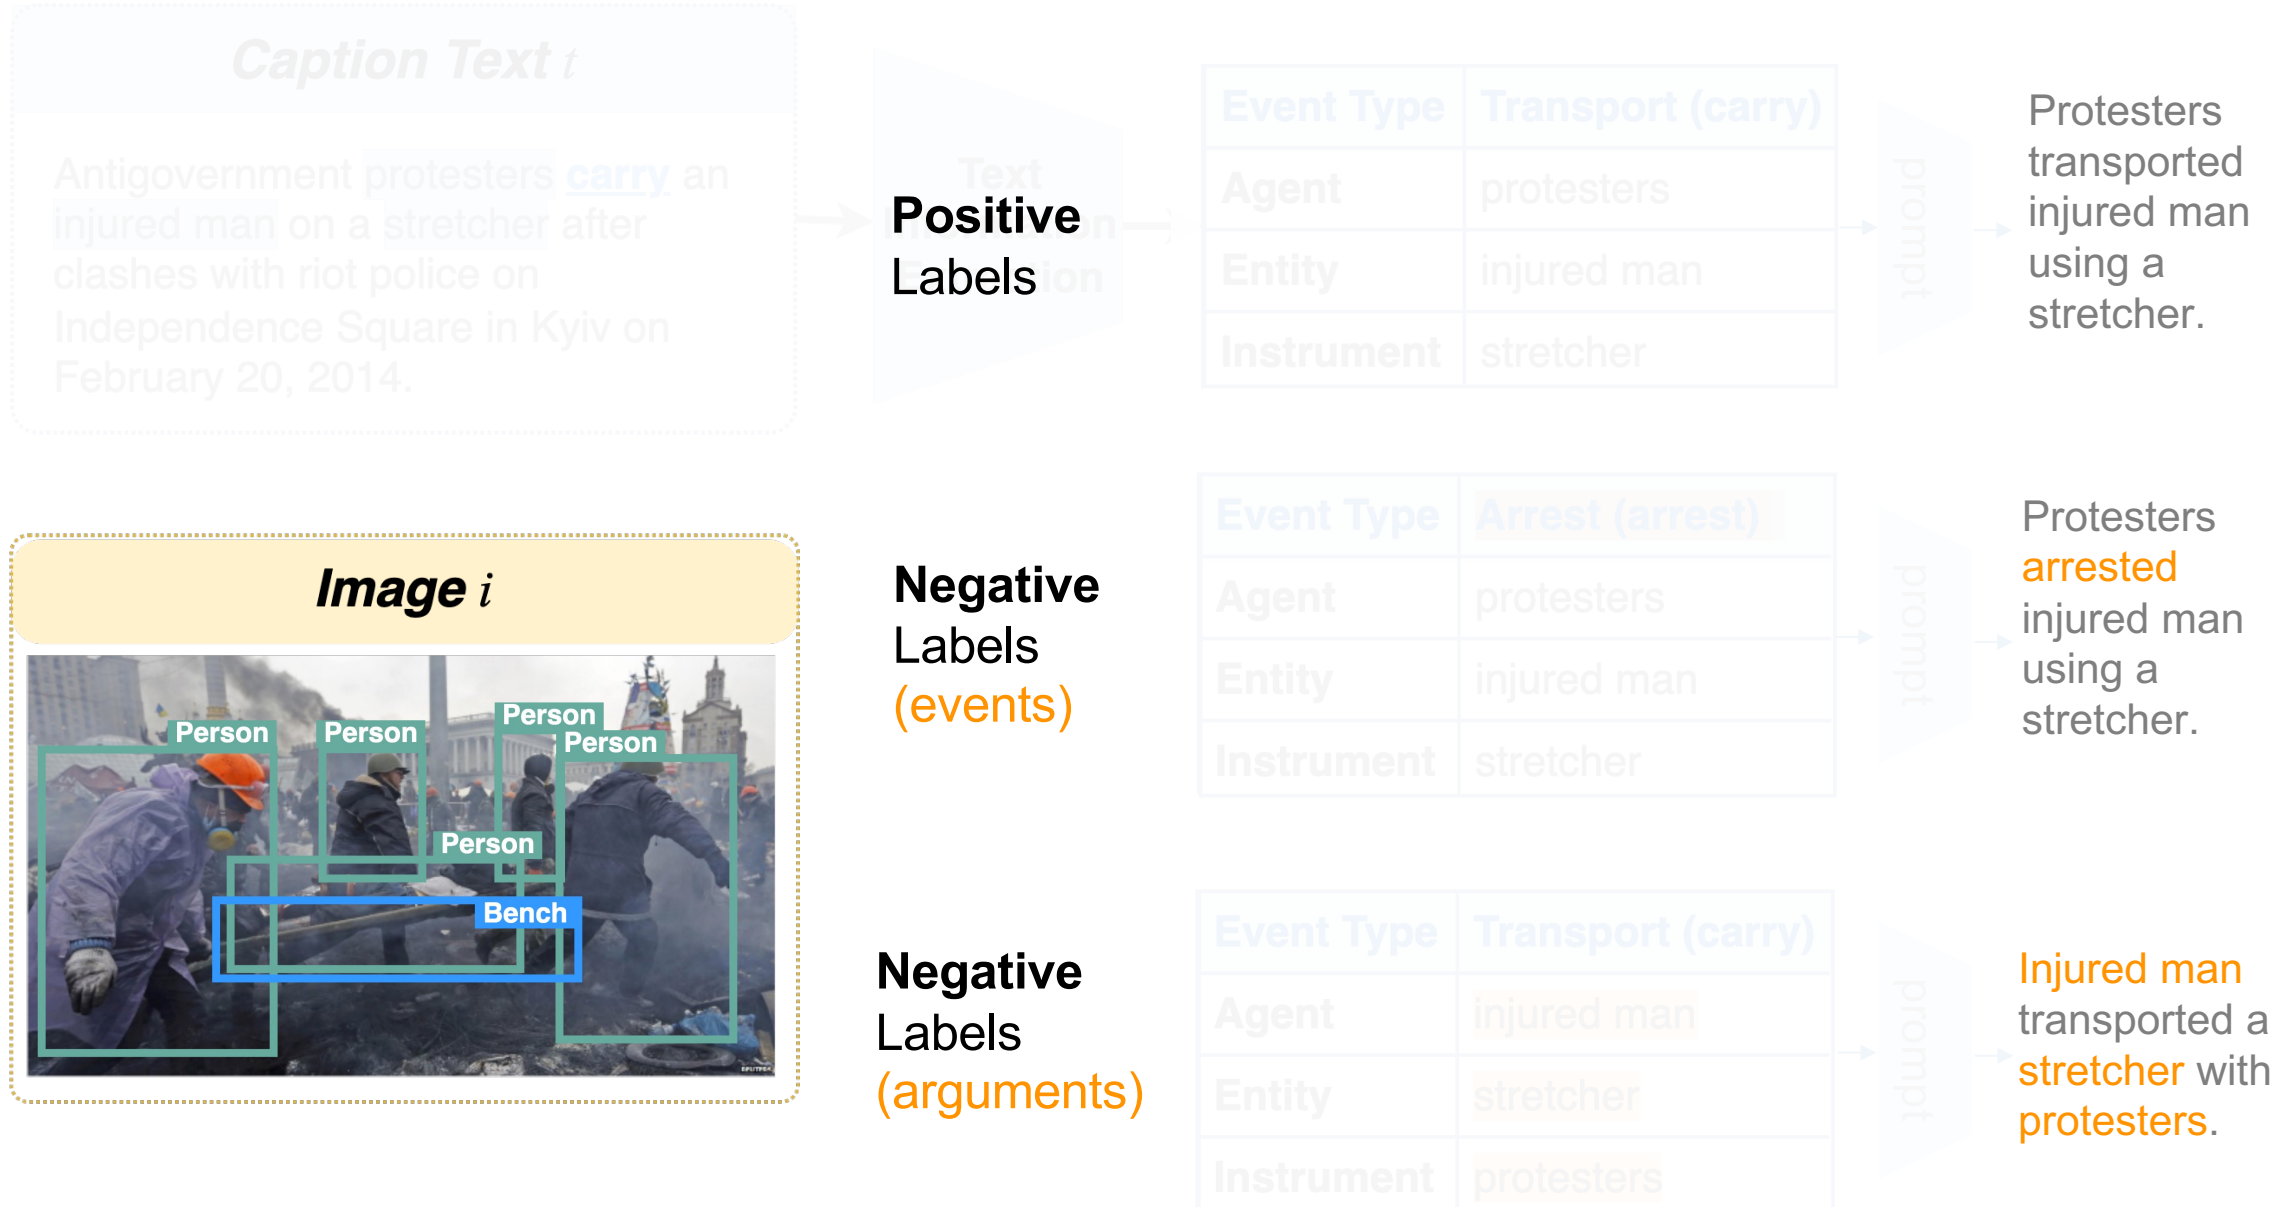 Caption Text t
Antigovernment protesters carry an
injured man on a stretcher after
clashes with riot police on
Independence Square in Kyiv on
February 20, 2014.
Text
Positive
Labels
Event Type Transport (carry)
Agent protesters
Entity injured man
Instrument stretcher
prompt
Protesters
transported
injured man
using a
stretcher.
Image i
Person
Person
Person
Person
Person
Bench
Negative
Labels
(events)
Event Type Arrest (arrest)
Agent protesters
Entity injured man
Instrument stretcher
prompt
Protesters
arrested
injured man
using a
stretcher.
Negative
Labels
(arguments)
Event Type Transport (carry)
Agent injured man
Entity stretcher
Instrument protesters
prompt
Injured man
transported a
stretcher with
protesters.